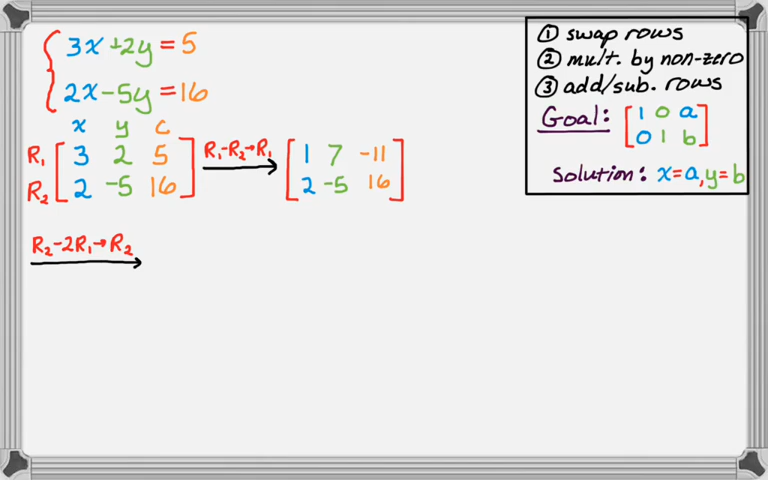 3x+2y=5
2x-5y=16
x y c
R₁ [3 2 5] R₁-R₂→R₁ [1 7 -11]
R₂ [2 -5 16] [2 -5 16]
R₂-2R₁→R₂
① swap rows
② mult. by non-zero
③ add/sub. rows
Goal: [1 0 a]
[0 1 b]
Solution: x=a, y=b